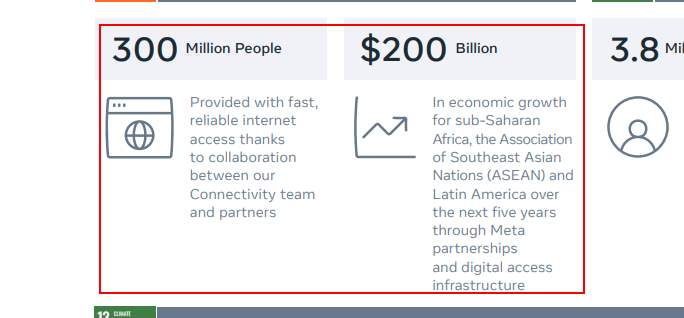 300 Million People
Provided with fast,
reliable internet
access thanks
to collaboration
between our
Connectivity team
and partners
$200 Billion
In economic growth
for sub-Saharan
Africa, the Association
of Southeast Asian
Nations (ASEAN) and
Latin America over
the next five years
through Meta
partnerships
and digital access
infrastructure
3.8
12 CLIMATE